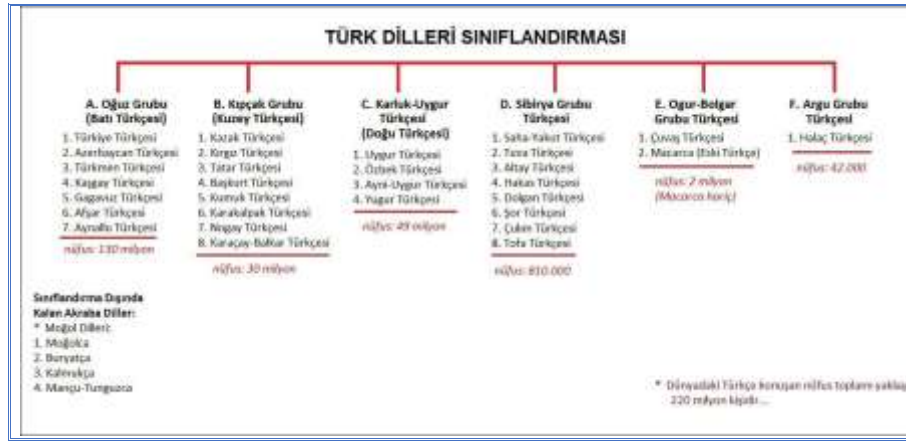 TÜRK DİLLERİ SINIFLANDIRMASI
A. Oğuz Grubu
(Batı Türkçesi)
1. Türkiye Türkçesi
2. Azerbaycan Türkçesi
3. Türkmen Türkçesi
4. Kaşgay Türkçesi
5. Gagavuz Türkçesi
6. Afşar Türkçesi
7. Aynallu Türkçesi
nüfus: 130 milyon
B. Kıpçak Grubu
(Kuzey Türkçesi)
1. Kazak Türkçesi
2. Kırgız Türkçesi
3. Tatar Türkçesi
4. Başkurt Türkçesi
5. Kumuk Türkçesi
6. Karakalpak Türkçesi
7. Nogay Türkçesi
8. Karaçay-Balkar Türkçesi
nüfus: 30 milyon
C. Karluk-Uygur
Türkçesi
(Doğu Türkçesi)
1. Uygur Türkçesi
2. Özbek Türkçesi
3. Ayni-Uygur Türkçesi
4. Yugur Türkçesi
nüfus: 49 milyon
D. Sibirya Grubu
Türkçesi
1. Saha-Yakut Türkçesi
2. Tuva Türkçesi
3. Altay Türkçesi
4. Hakas Türkçesi
5. Dolgan Türkçesi
6. Şor Türkçesi
7. Çulım Türkçesi
8. Tofa Türkçesi
nüfus: 810.000
E. Ogur-Bolgar
Grubu Türkçesi
1. Çuvaş Türkçesi
2. Macarca (Eski Türkçe)
nüfus: 2 milyon
(Macarca hariç)
F. Argu Grubu
Türkçesi
1. Halaç Türkçesi
nüfus: 42.000
Sınıflandırma Dışında
Kalan Akraba Diller:
* Moğol Dilleri:
1. Moğolca
2. Buryatça
3. Kalmukça
4. Mançu-Tunguzca
* Dünyadaki Türkçe konuşan nüfus toplamı
220 milyon kişidir...